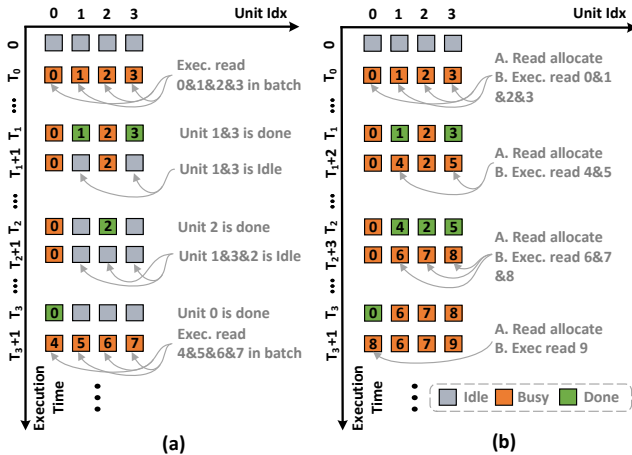 Unit Idx
0 1 2 3
0
T0
0 1 2 3
Exec. read
0&1&2&3 in batch
...
T1
0 1 2 3
Unit 1&3 is done
T1+1
0 2
Unit 1&3 is Idle
...
T2
0 2
Unit 2 is done
T2+1
0
Unit 1&3&2 is Idle
...
T3
0
Unit 0 is done
T3+1
4 5 6 7
Exec. read
4&5&6&7 in batch
Execution
Time
...
(a)
Unit Idx
0 1 2 3
0
T0
0 1 2 3
A. Read allocate
B. Exec. read 0&1
&2&3
...
T1
0 1 2 3
T1+2
0 4 2 5
A. Read allocate
B. Exec. read 4&5
...
T2
0 4 2 5
T2+3
0 6 7 8
A. Read allocate
B. Exec. read 6&7
&8
...
T3
0 6 7 8
T3+1
8 6 7 9
A. Read allocate
B. Exec read 9
Execution
Time
...
Idle Busy Done
(b)